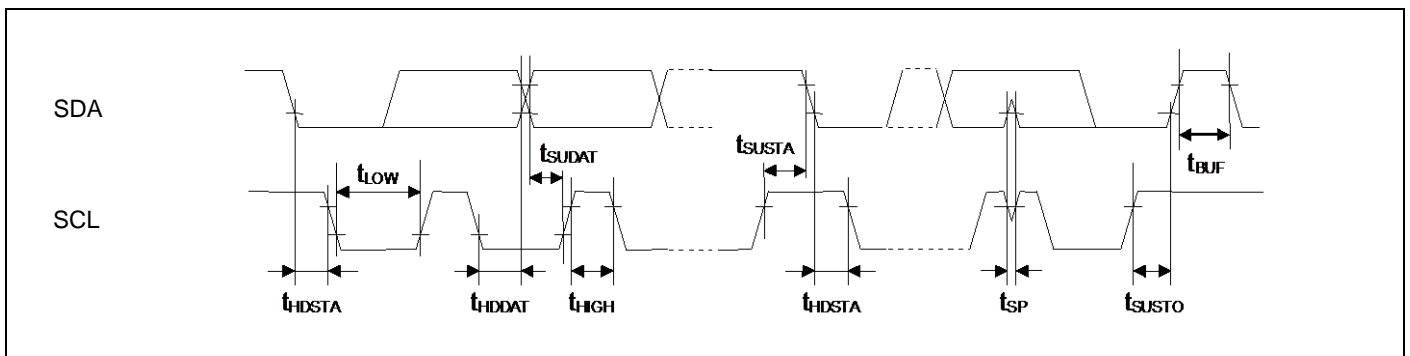 SDA
tSUDAT
tSUSTA
tBUF
tLOW
SCL
tHDSTA
tHDDAT
tHIGH
tHDSTA
tSP
tSUSTO